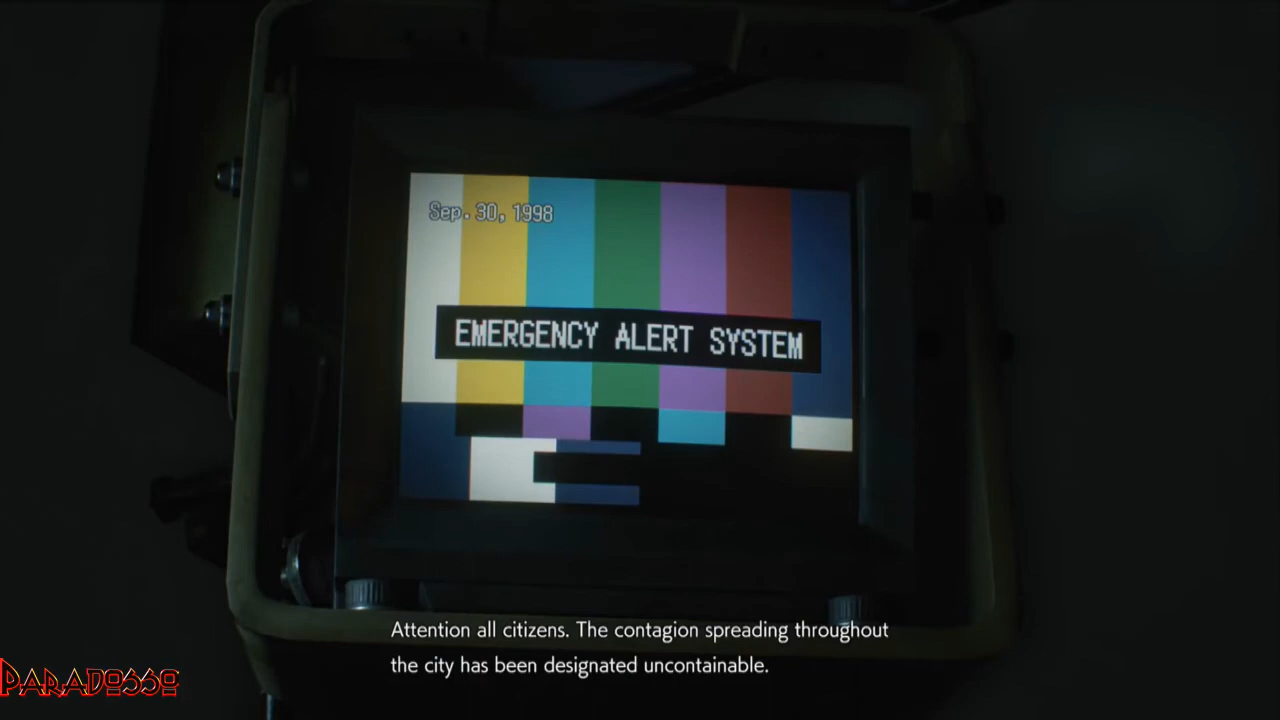 Sep. 30, 1998
EMERGENCY ALERT SYSTEM
Attention all citizens. The contagion spreading throughout
the city has been designated uncontainable.
PARADOSSO